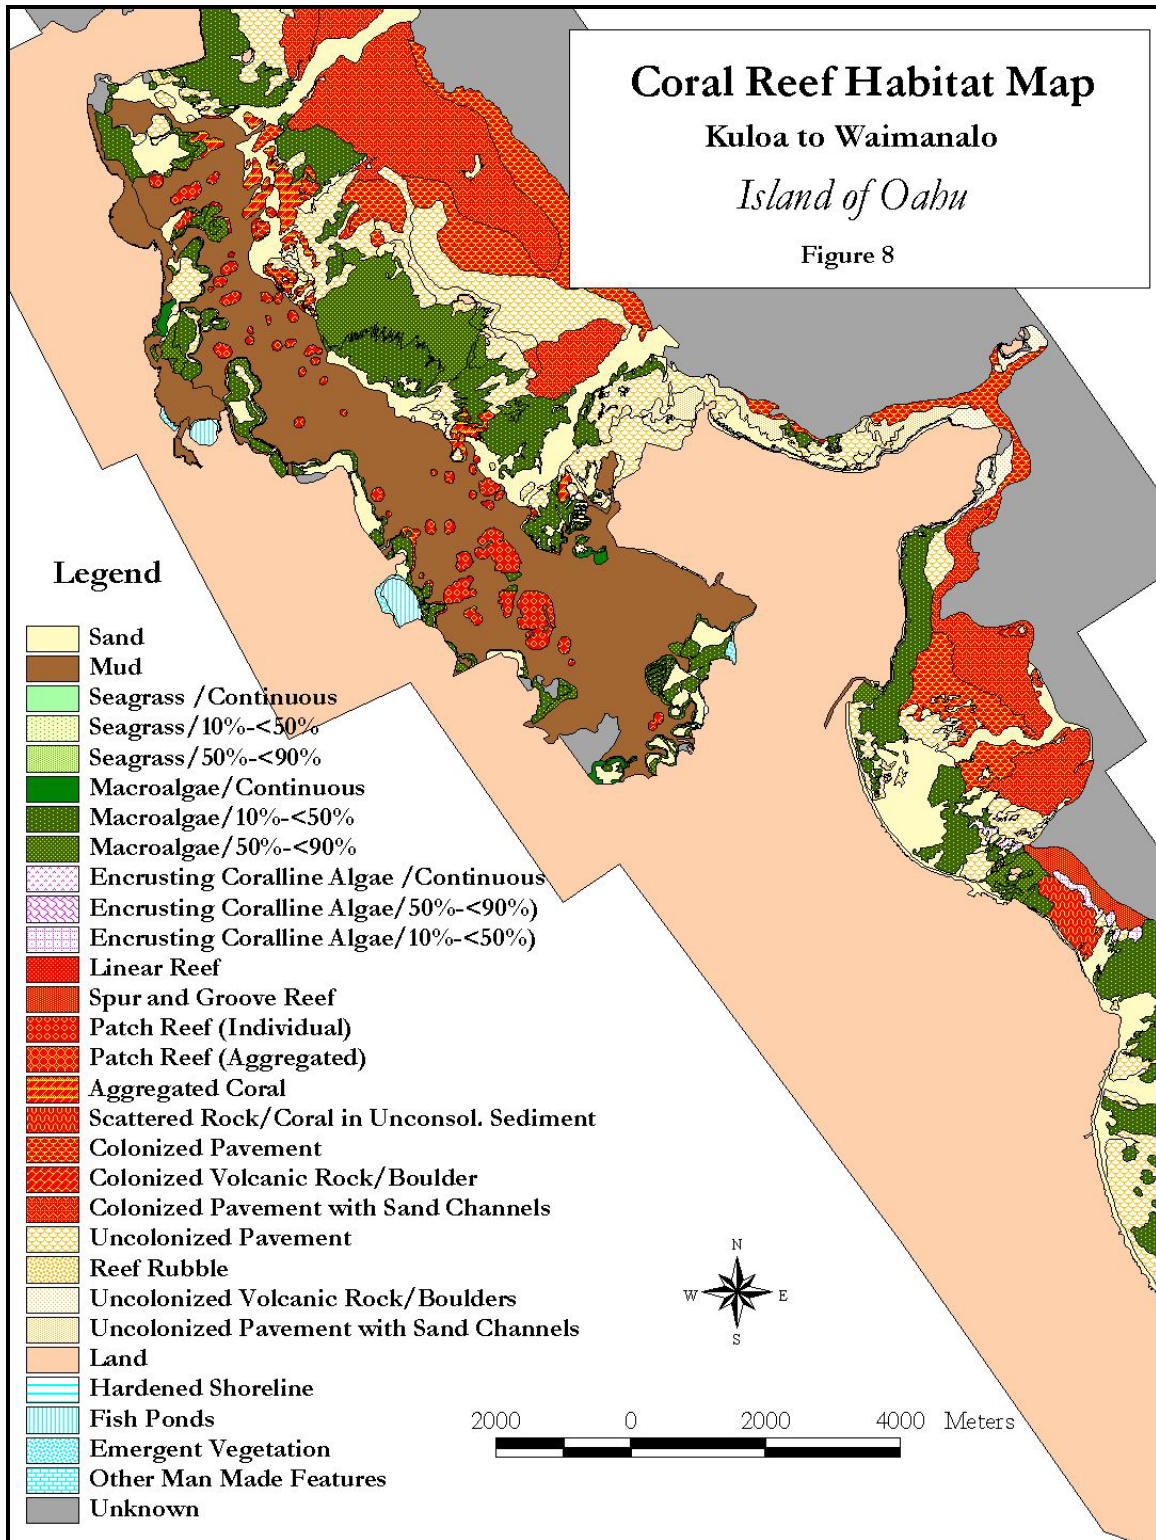 Coral Reef Habitat Map
Kuloa to Waimanalo
Island of Oahu
Figure 8
Legend
Sand
Mud
Seagrass /Continuous
Seagrass/10%-<50%
Seagrass/50%-<90%
Macroalgae/Continuous
Macroalgae/10%-<50%
Macroalgae/50%-<90%
Encrusting Coralline Algae /Continuous
Encrusting Coralline Algae/50%-<90%)
Encrusting Coralline Algae/10%-<50%)
Linear Reef
Spur and Groove Reef
Patch Reef (Individual)
Patch Reef (Aggregated)
Aggregated Coral
Scattered Rock/Coral in Unconsol. Sediment
Colonized Pavement
Colonized Volcanic Rock/Boulder
Colonized Pavement with Sand Channels
Uncolonized Pavement
Reef Rubble
Uncolonized Volcanic Rock/Boulders
Uncolonized Pavement with Sand Channels
Land
Hardened Shoreline
Fish Ponds
Emergent Vegetation
Other Man Made Features
Unknown
N
W E
S
2000 0 2000 4000 Meters